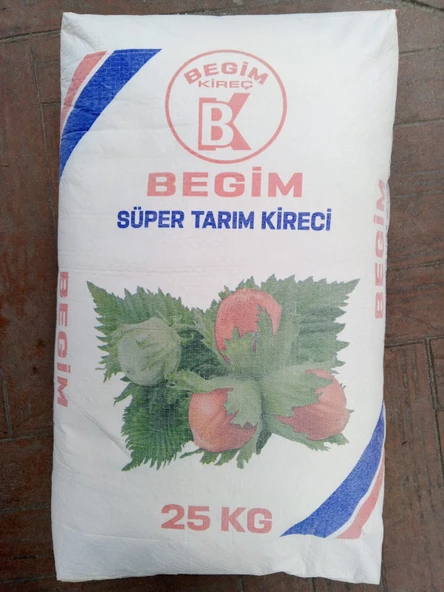 BEGİM
KİREÇ
BK
BEGİM
SÜPER TARIM KİRECİ
BEGİM
BEGİM
25 KG